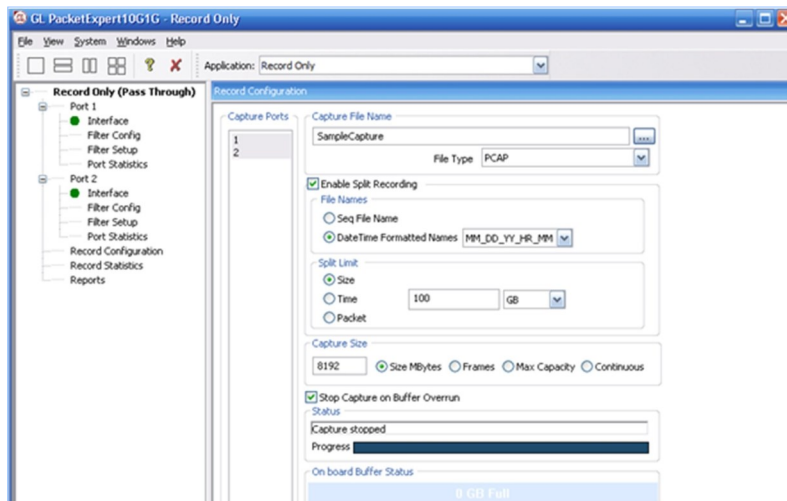 GL PacketExpert10G1G - Record Only
File View System Windows Help
Application: Record Only
Record Only (Pass Through)
Port 1
Interface
Filter Config
Filter Setup
Port Statistics
Port 2
Interface
Filter Config
Filter Setup
Port Statistics
Record Configuration
Record Statistics
Reports
Record Configuration
Capture Ports
1
2
Capture File Name
SampleCapture
...
File Type PCAP
Enable Split Recording
File Names
Seq File Name
DateTime Formatted Names MM_DD_YY_HR_MM
Split Limit
Size
Time 100 GB
Packet
Capture Size
8192 Size MBytes Frames Max Capacity Continuous
Stop Capture on Buffer Overrun
Status
Capture stopped
Progress
On board Buffer Status
0 GB Full